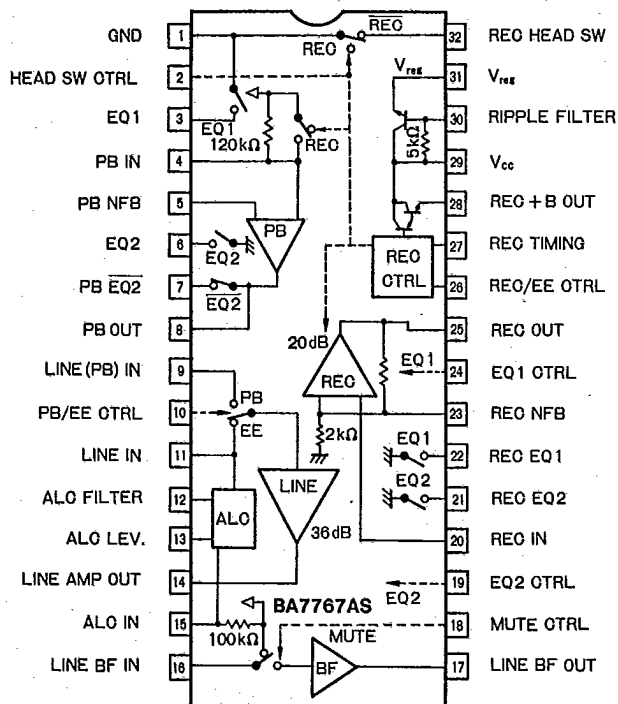 GND 1 REC REC 32 REC HEAD SW
HEAD SW CTRL 2 Vreg 31 Vreg
EQ1 3 EQ1 120kΩ REC 5kΩ 30 RIPPLE FILTER
PB IN 4 29 Vcc
PB NFB 5 PB 28 REC +B OUT
EQ2 6 EQ2 REC CTRL 27 REC TIMING
PB EQ2 7 EQ2 26 REC/EE CTRL
PB OUT 8 20dB 25 REC OUT
LINE(PB) IN 9 PB REC EQ1 24 EQ1 CTRL
PB/EE CTRL 10 EE 2kΩ 23 REC NFB
LINE IN 11 EQ1 22 REC EQ1
ALC FILTER 12 ALC LINE EQ2 21 REC EQ2
ALC LEV. 13 36dB 20 REC IN
LINE AMP OUT 14 EQ2 19 EQ2 CTRL
BA7767AS
ALC IN 15 100kΩ MUTE 18 MUTE CTRL
LINE BF IN 16 BF 17 LINE BF OUT